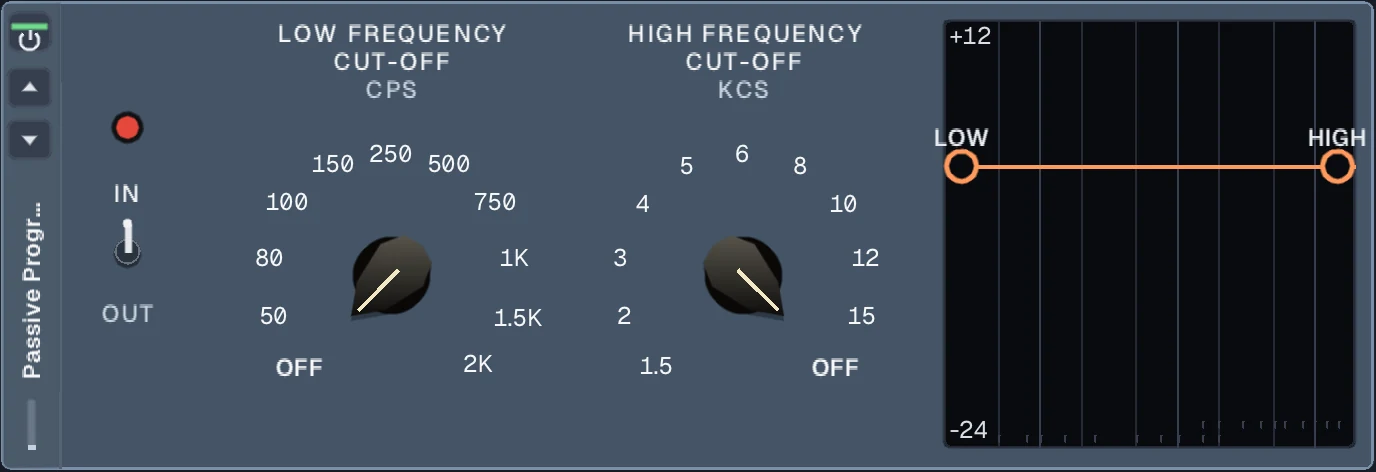 LOW FREQUENCY
CUT-OFF
CPS
HIGH FREQUENCY
CUT-OFF
KCS
+12
LOW
HIGH
150 250 500
100 750
80 1K
50 1.5K
OFF 2K
5 6 8
4 10
3 12
2 15
1.5 OFF
IN
OUT
-24
Passive Progr...